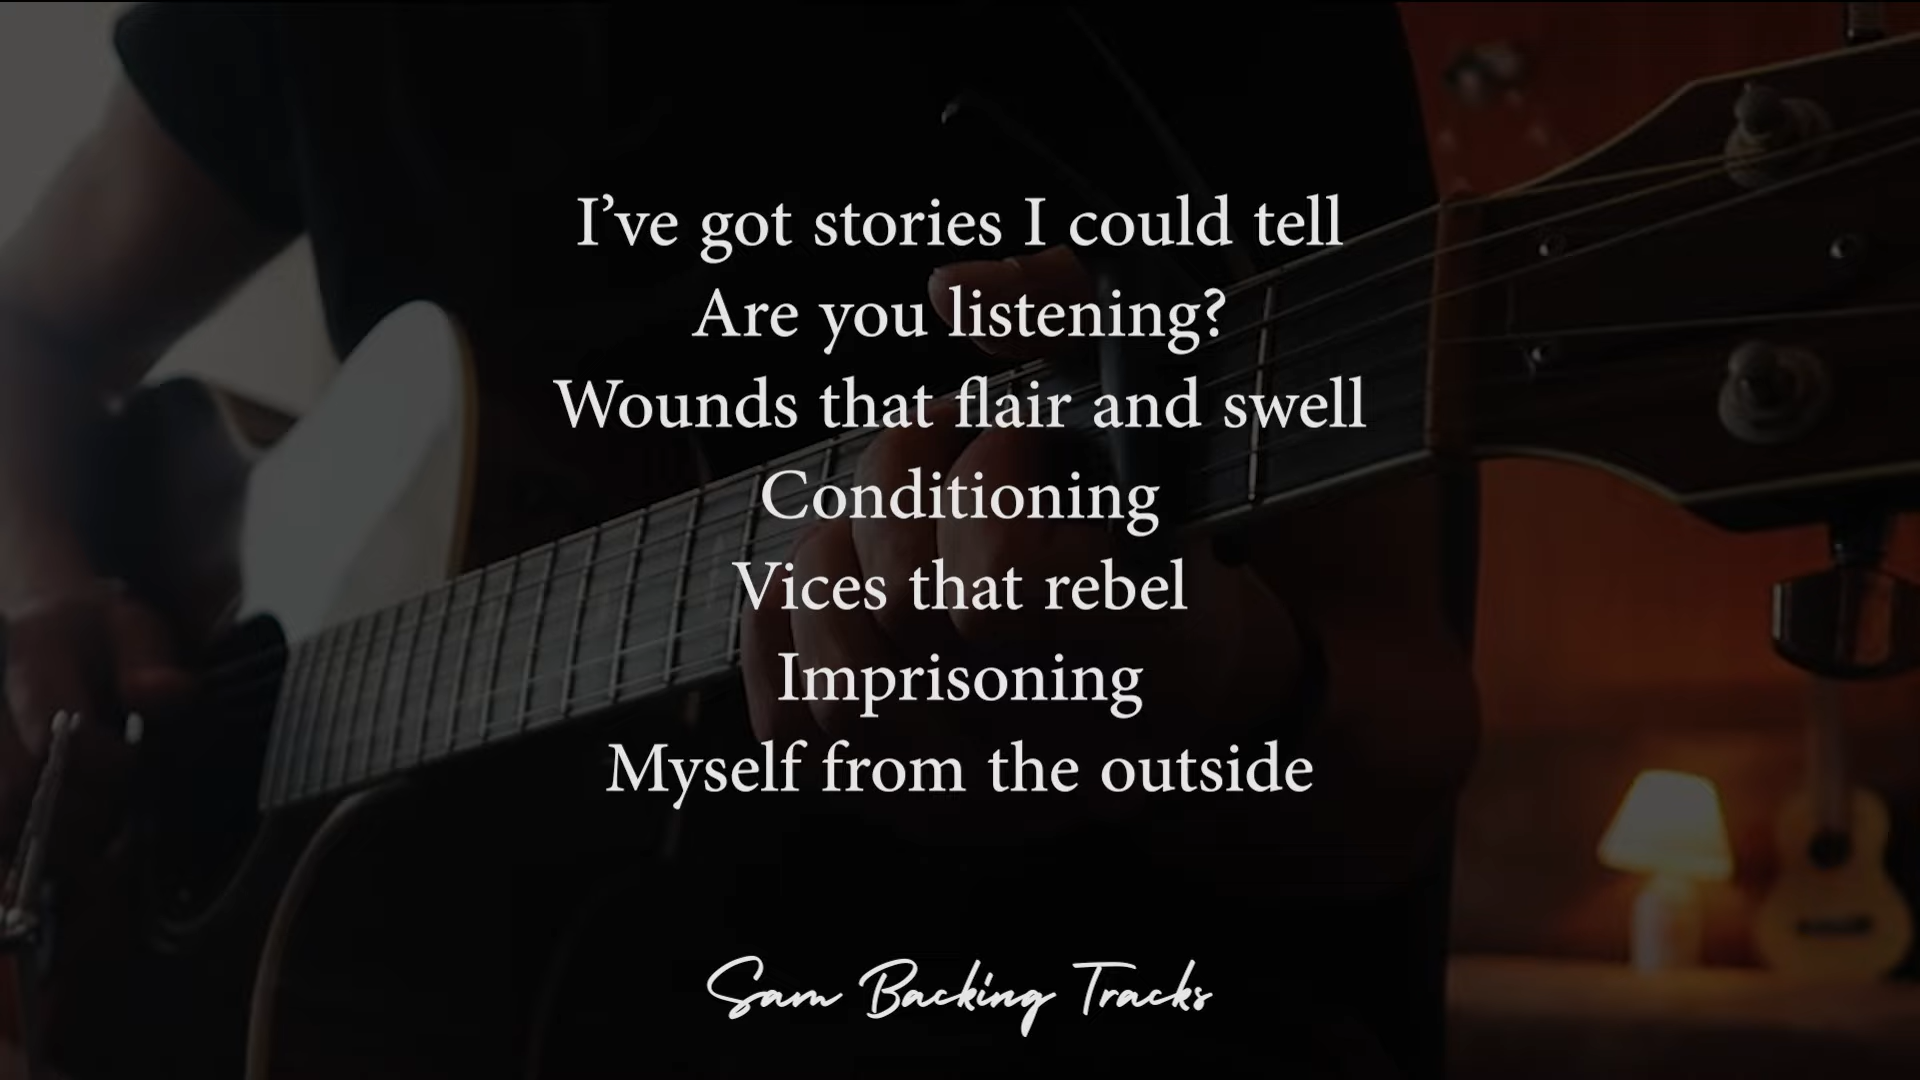 I’ve got stories I could tell
Are you listening?
Wounds that flair and swell
Conditioning
Vices that rebel
Imprisoning
Myself from the outside
Sam Backing Tracks